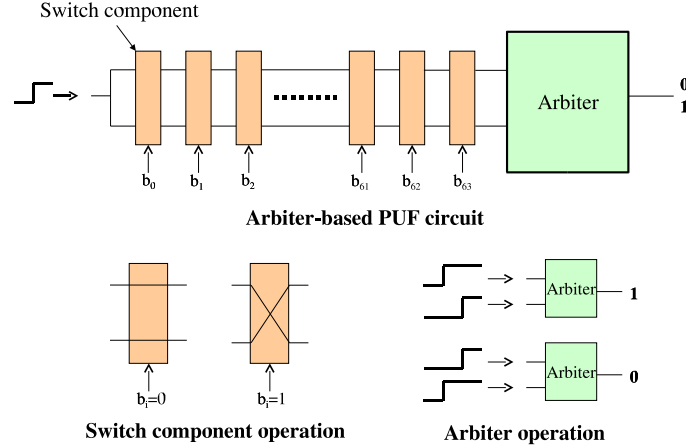 Switch component
Arbiter
0
1
b0 b1 b2 b61 b62 b63
Arbiter-based PUF circuit
Arbiter 1
Arbiter 0
bi=0 bi=1
Switch component operation
Arbiter operation